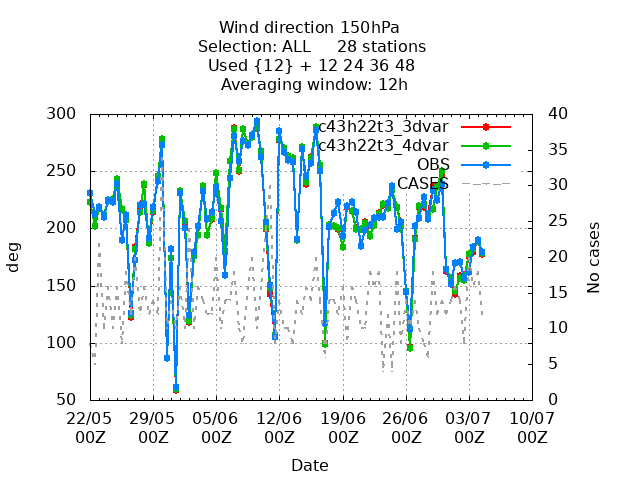 Wind direction 150hPa
Selection: ALL 28 stations
Used {12} + 12 24 36 48
Averaging window: 12h
c43h22t3_3dvar
c43h22t3_4dvar
OBS
CASES
300
250
200
150
100
50
deg
40
35
30
25
20
15
10
5
0
No cases
22/05 29/05 05/06 12/06 19/06 26/06 03/07 10/07
00Z 00Z 00Z 00Z 00Z 00Z 00Z 00Z
Date